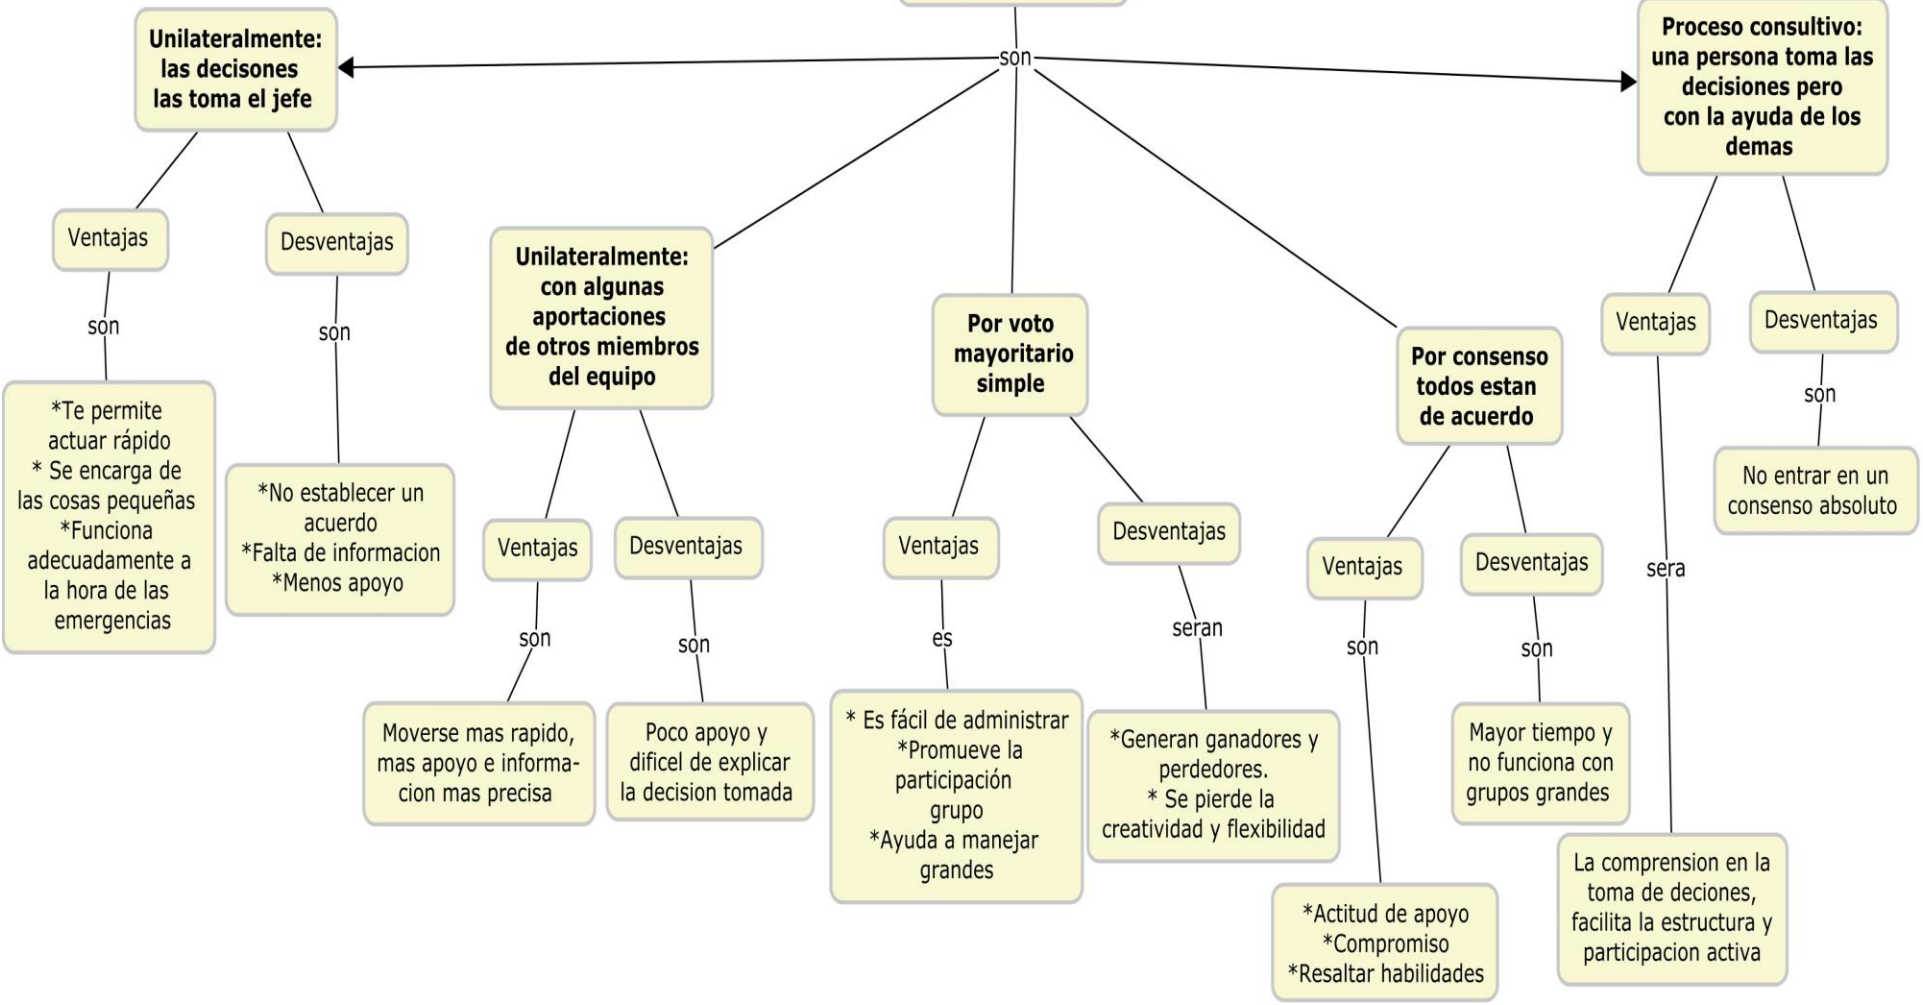 son
Unilateralmente:
las decisones
las toma el jefe
Ventajas
son
*Te permite
actuar rápido
* Se encarga de
las cosas pequeñas
*Funciona
adecuadamente a
la hora de las
emergencias
Desventajas
son
*No establecer un
acuerdo
*Falta de informacion
*Menos apoyo
Unilateralmente:
con algunas
aportaciones
de otros miembros
del equipo
Ventajas
son
Moverse mas rapido,
mas apoyo e informa-
cion mas precisa
Desventajas
son
Poco apoyo y
dificel de explicar
la decision tomada
Por voto
mayoritario
simple
Ventajas
es
* Es fácil de administrar
*Promueve la
participación
grupo
*Ayuda a manejar
grandes
Desventajas
seran
*Generan ganadores y
perdedores.
* Se pierde la
creatividad y flexibilidad
Por consenso
todos estan
de acuerdo
Ventajas
son
*Actitud de apoyo
*Compromiso
*Resaltar habilidades
Desventajas
son
Mayor tiempo y
no funciona con
grupos grandes
Proceso consultivo:
una persona toma las
decisiones pero
con la ayuda de los
demas
Ventajas
sera
La comprension en la
toma de deciones,
facilita la estructura y
participacion activa
Desventajas
son
No entrar en un
consenso absoluto